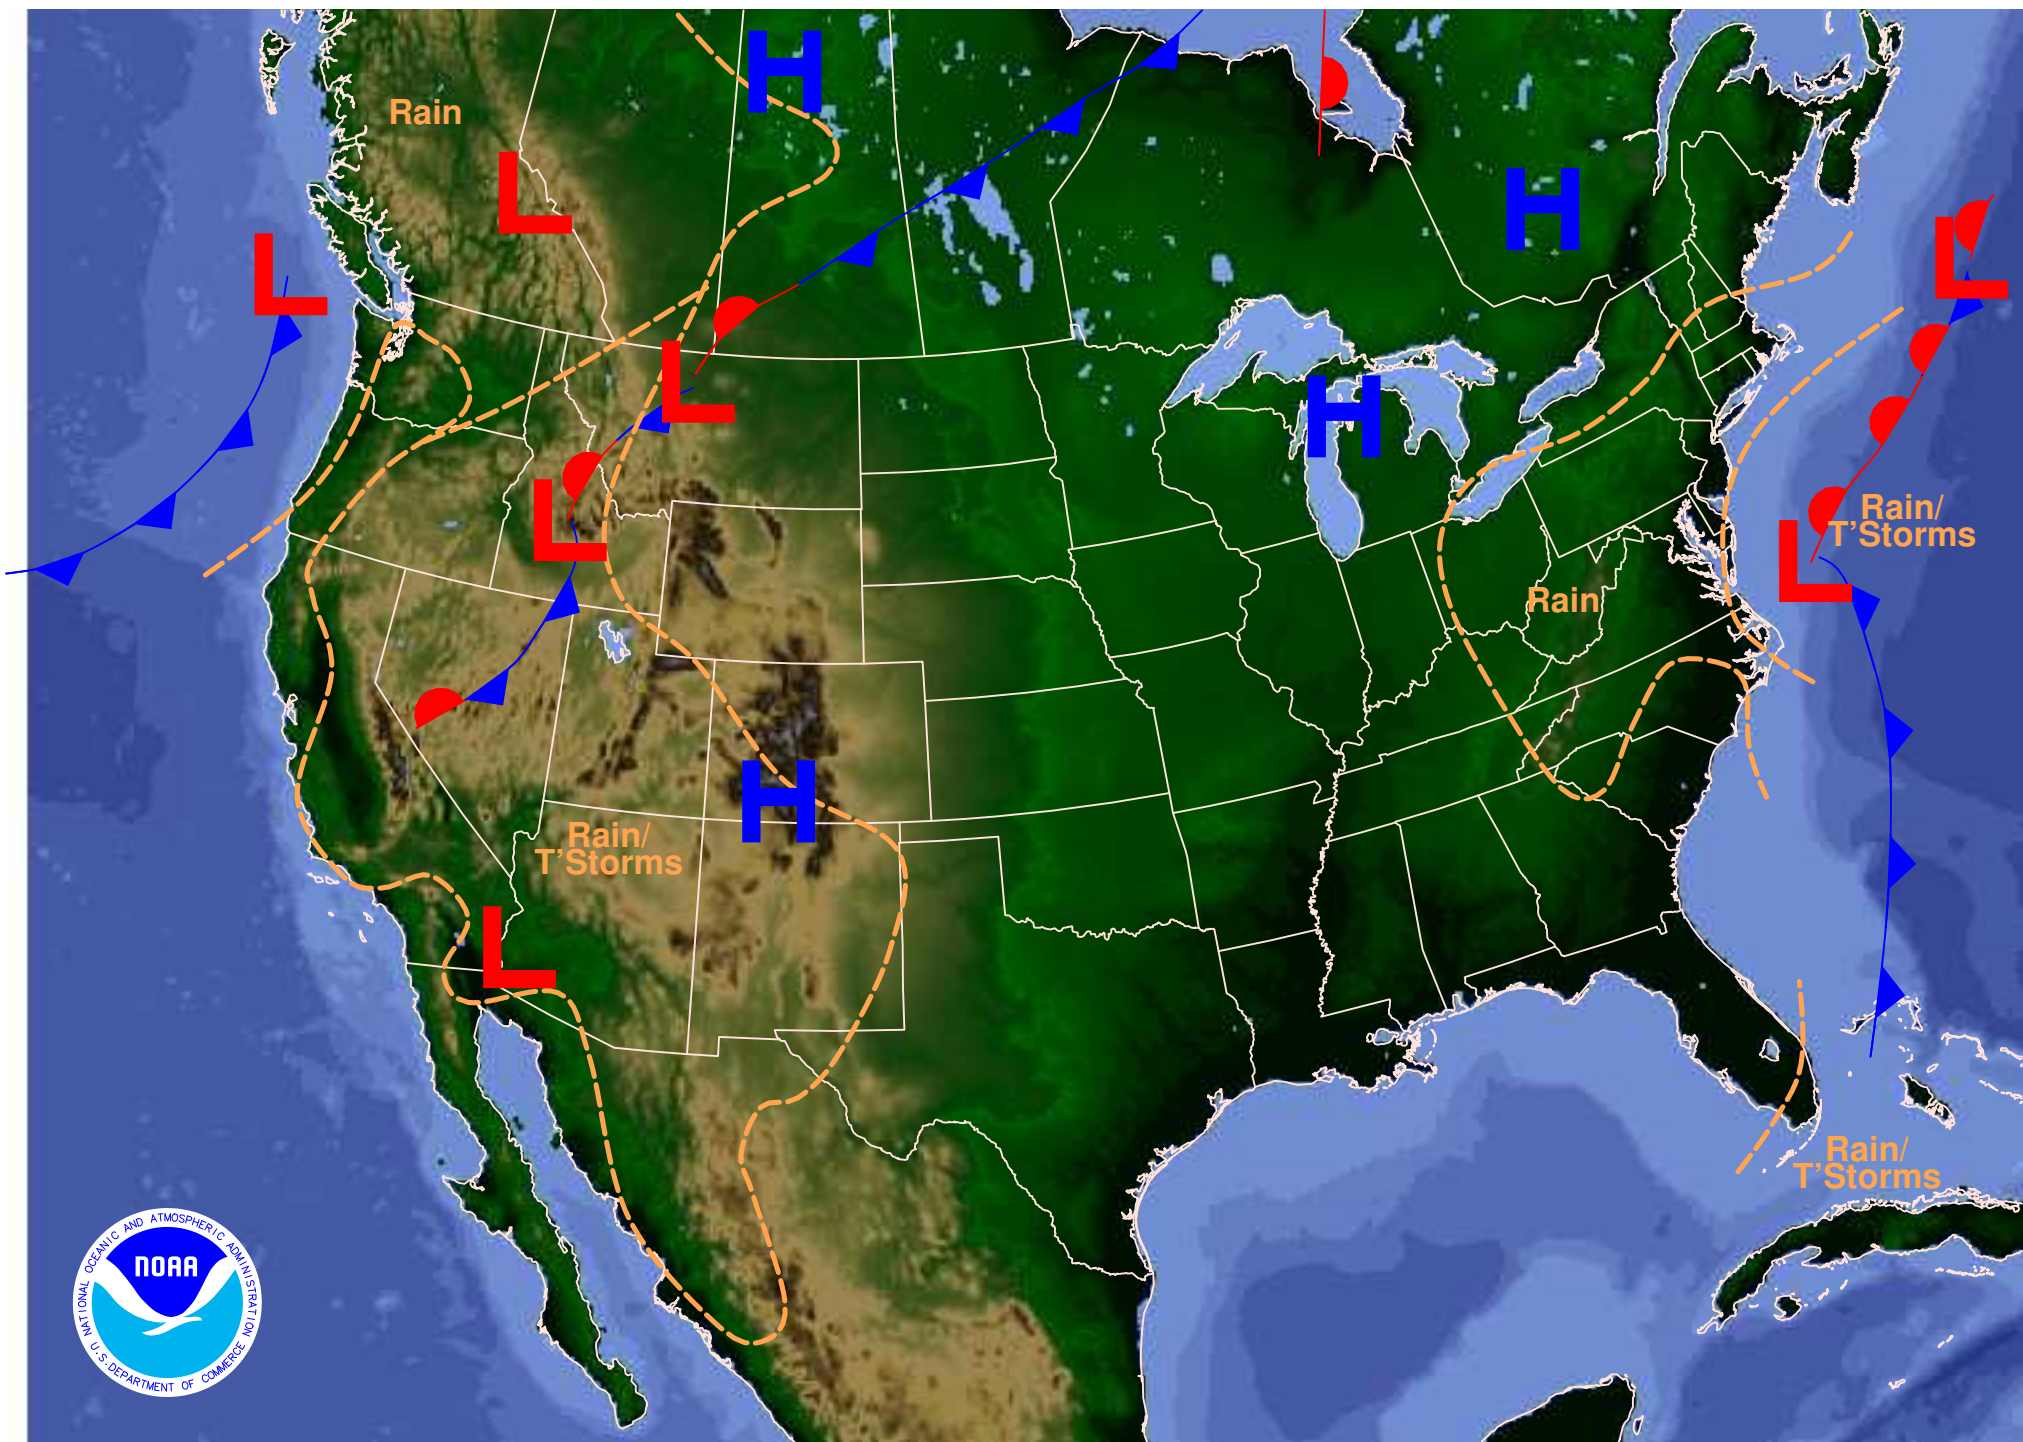 H
Rain
L
H
L
L
L
H
Rain/
T'Storms
L
L
Rain
H
Rain/
T'Storms
L
L
Rain/
T'Storms
NATIONAL OCEANIC AND ATMOSPHERIC ADMINISTRATION
NOAA
U.S. DEPARTMENT OF COMMERCE